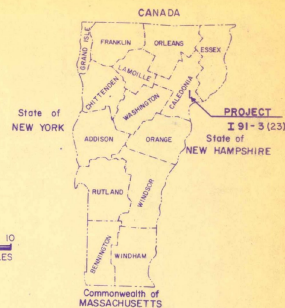 CANADA
GRAND ISLE
FRANKLIN
ORLEANS
ESSEX
LAMOILLE
CHITTENDEN
CALEDONIA
WASHINGTON
State of
NEW YORK
PROJECT
I 91-3 (23)
State of
NEW HAMPSHIRE
ADDISON
ORANGE
RUTLAND
WINDSOR
10
LES
BENNINGTON
WINDHAM
Commonwealth of
MASSACHUSETTS